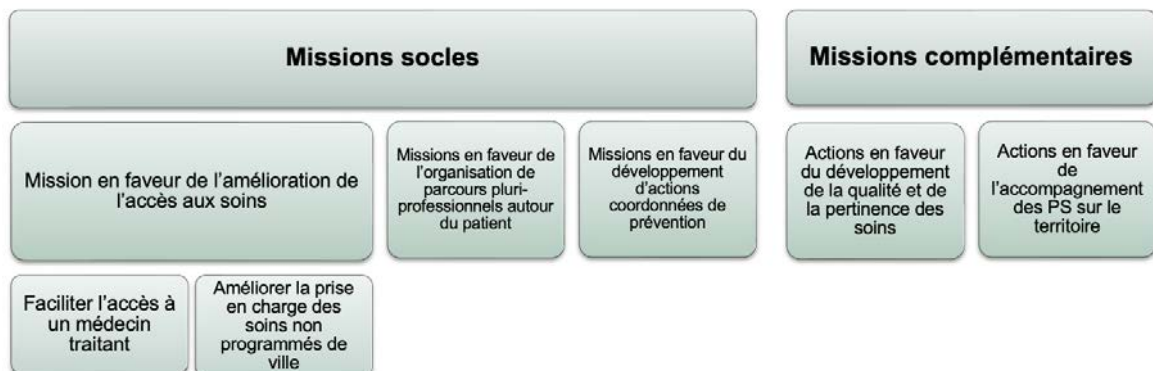 Missions socles
Missions complémentaires
Mission en faveur de l'amélioration de
l'accès aux soins
Missions en faveur de
l'organisation de
parcours pluri-
professionnels autour
du patient
Missions en faveur du
développement
d'actions
coordonnées de
prévention
Actions en faveur
du développement
de la qualité et de
la pertinence des
soins
Actions en faveur
de
l'accompagnement
des PS sur le
territoire
Faciliter l'accès à
un médecin
traitant
Améliorer la prise
en charge des
soins non
programmés de
ville